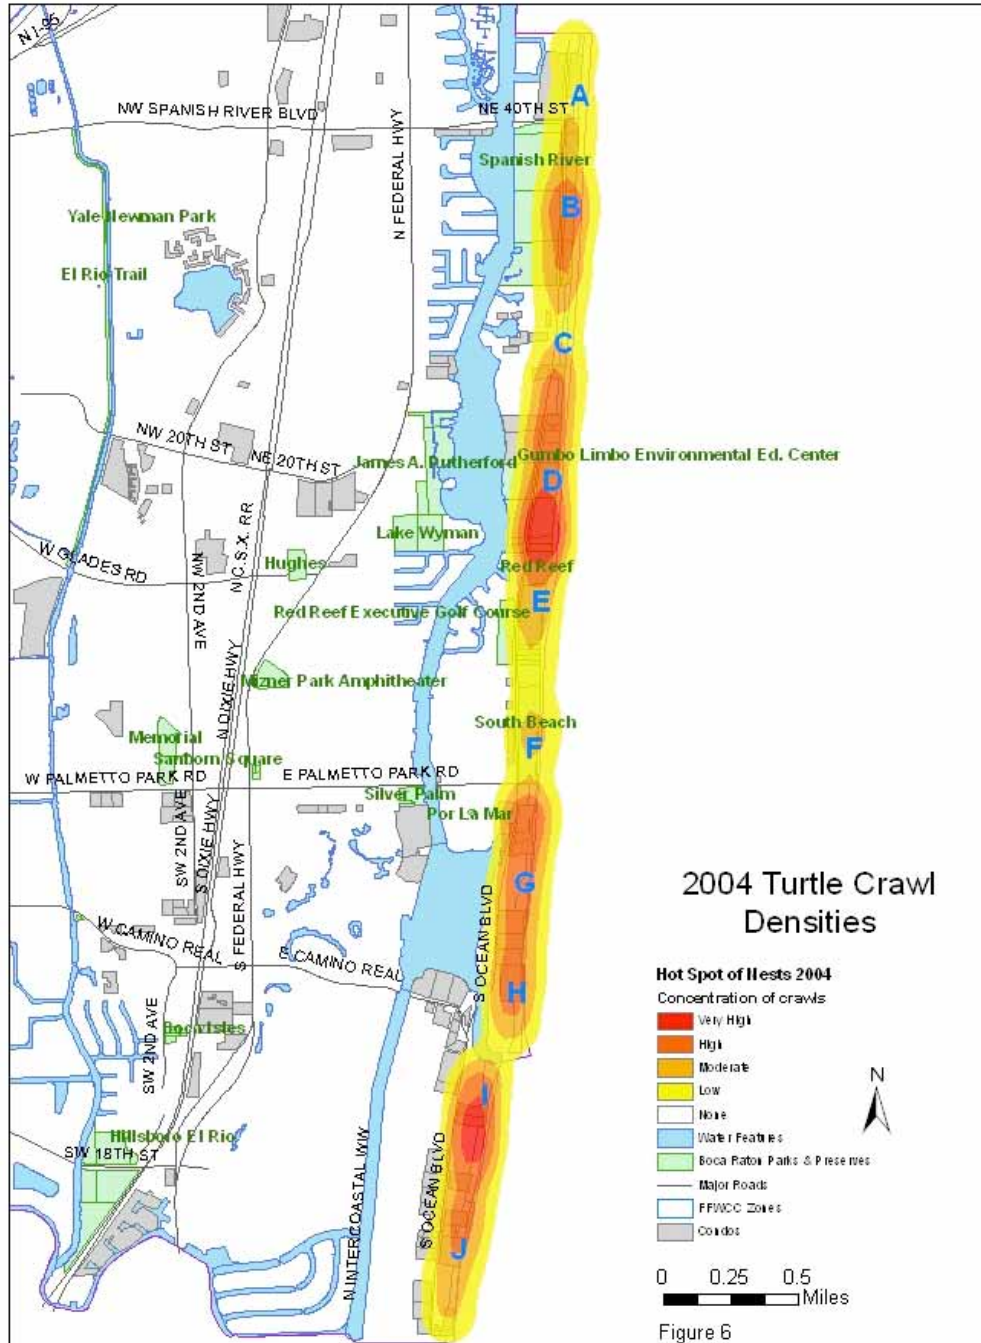 N I-95
NW SPANISH RIVER BLVD
NE 40TH ST
A
Spanish River
B
N FEDERAL HWY
Yale Newman Park
El Rio Trail
C
NW 20TH ST
NE 20TH ST
James A. Rutherford
Gumbo Limbo Environmental Ed. Center
D
N C.S.X. RR
Lake Wyman
W GLADES RD
NW 2ND AVE
Hughes
Red Reef
E
Red Reef Executive Golf Course
N DIXIE HWY
Mizner Park Amphitheater
South Beach
F
Memorial
Sanborn Square
W PALMETTO PARK RD
E PALMETTO PARK RD
Silver Palm
Por La Mar
SW 2ND AVE
S DIXIE HWY
S FEDERAL HWY
G
S OCEAN BLVD
W CAMINO REAL
E CAMINO REAL
H
SW 2ND AVE
Boca Isles
I
Hillsboro El Rio
SW 18TH ST
N INTERCOASTAL WW
S OCEAN BLVD
J
2004 Turtle Crawl
Densities
Hot Spot of Nests 2004
Concentration of crawls
Very High
High
Moderate
Low
None
Water Features
Boca Raton Parks & Preserves
Major Roads
FFWCC Zones
Condos
N
0 0.25 0.5
Miles
Figure 6